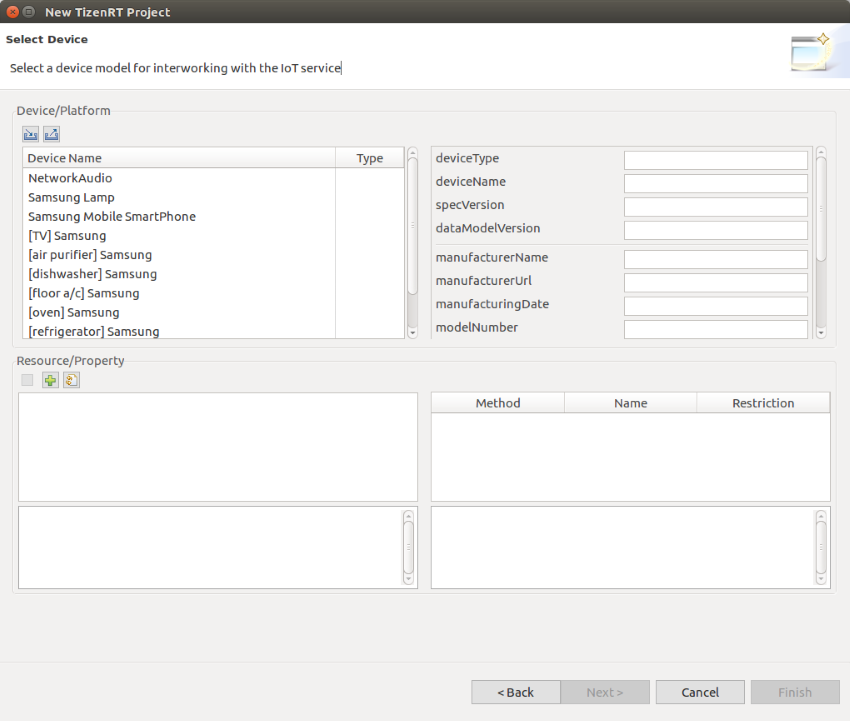 New TizenRT Project
Select Device
Select a device model for interworking with the IoT service
Device/Platform
Device Name Type
NetworkAudio
Samsung Lamp
Samsung Mobile SmartPhone
[TV] Samsung
[air purifier] Samsung
[dishwasher] Samsung
[floor a/c] Samsung
[oven] Samsung
[refrigerator] Samsung
deviceType
deviceName
specVersion
dataModelVersion
manufacturerName
manufacturerUrl
manufacturingDate
modelNumber
Resource/Property
Method Name Restriction
< Back Next > Cancel Finish